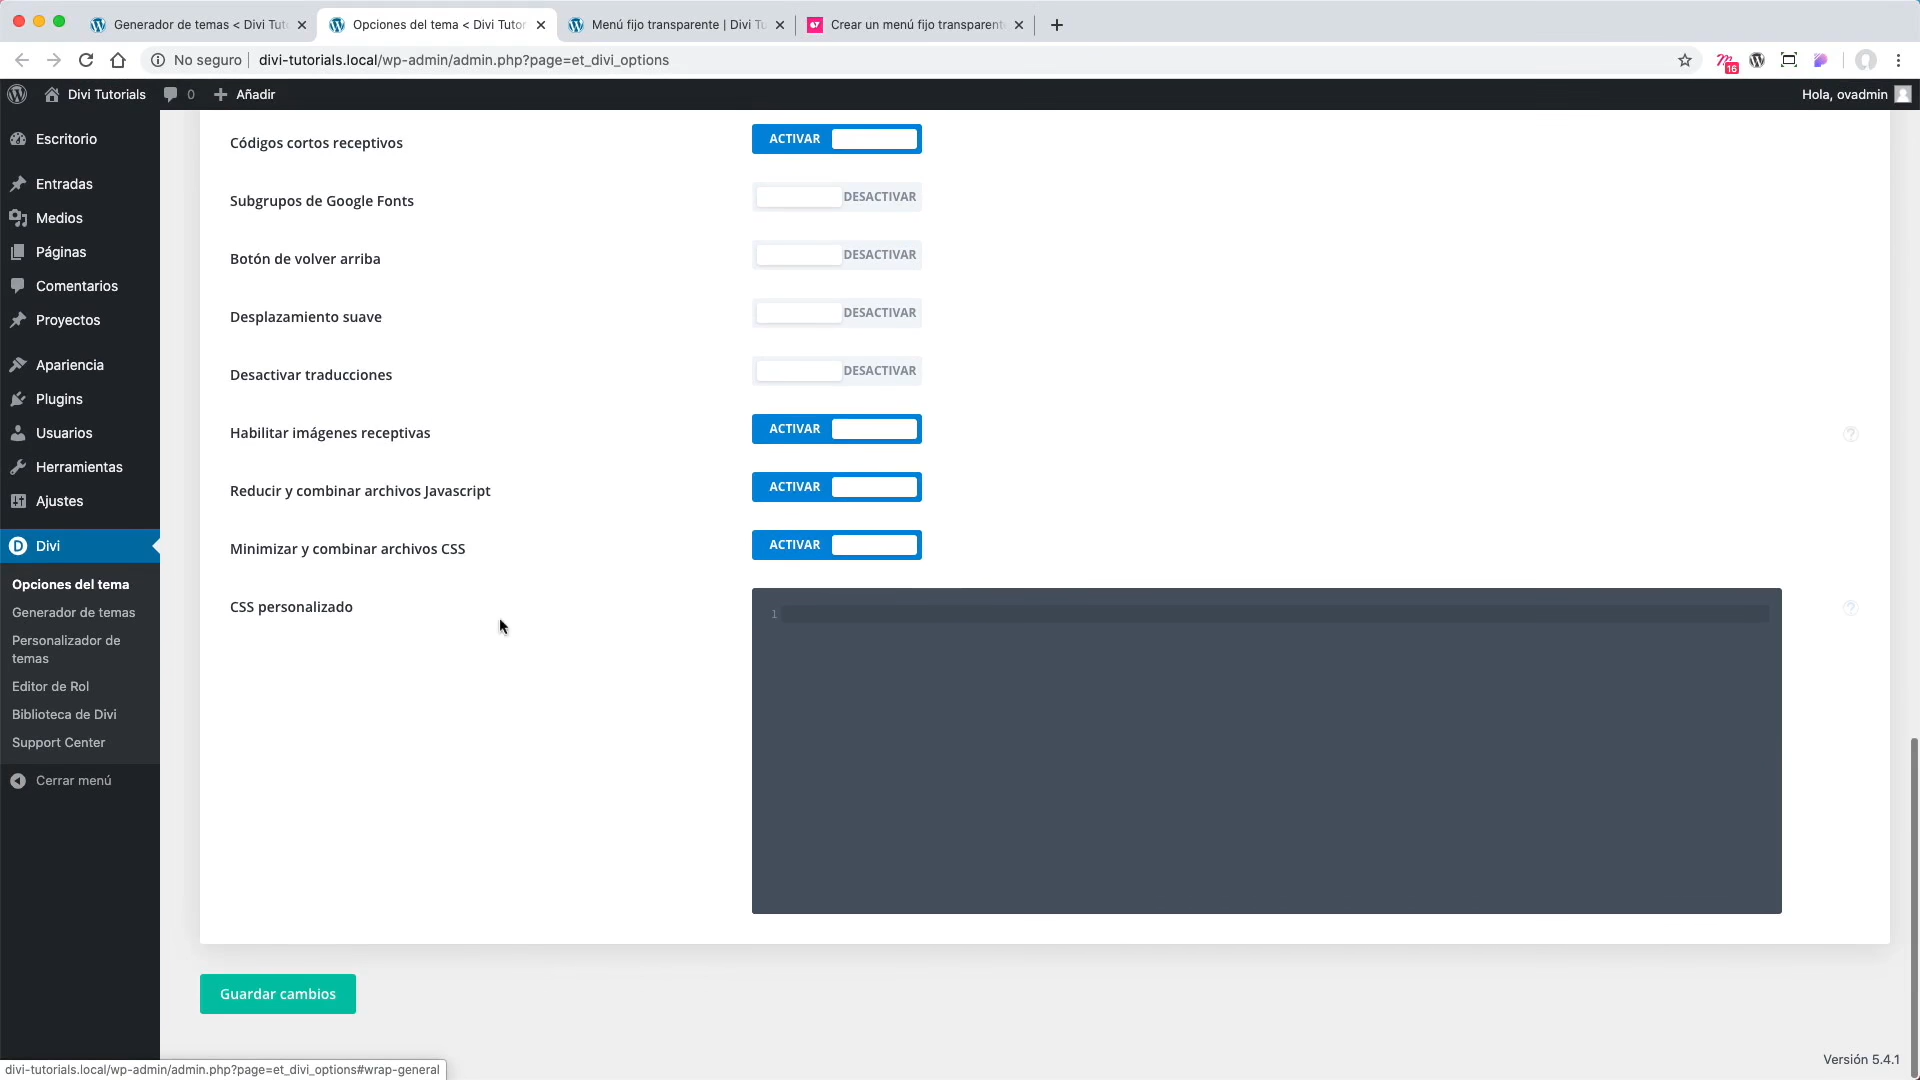 Generador de temas < Divi Tut
Opciones del tema < Divi Tutor
Menú fijo transparente | Divi Tu
Crear un menú fijo transparent
No seguro
divi-tutorials.local/wp-admin/admin.php?page=et_divi_options
16
Divi Tutorials
0
Añadir
Hola, ovadmin
Escritorio
Entradas
Medios
Páginas
Comentarios
Proyectos
Apariencia
Plugins
Usuarios
Herramientas
Ajustes
Divi
Opciones del tema
Generador de temas
Personalizador de
temas
Editor de Rol
Biblioteca de Divi
Support Center
Cerrar menú
Códigos cortos receptivos
ACTIVAR
Subgrupos de Google Fonts
DESACTIVAR
Botón de volver arriba
DESACTIVAR
Desplazamiento suave
DESACTIVAR
Desactivar traducciones
DESACTIVAR
Habilitar imágenes receptivas
ACTIVAR
?
Reducir y combinar archivos Javascript
ACTIVAR
Minimizar y combinar archivos CSS
ACTIVAR
CSS personalizado
1
?
Guardar cambios
Versión 5.4.1
divi-tutorials.local/wp-admin/admin.php?page=et_divi_options#wrap-general